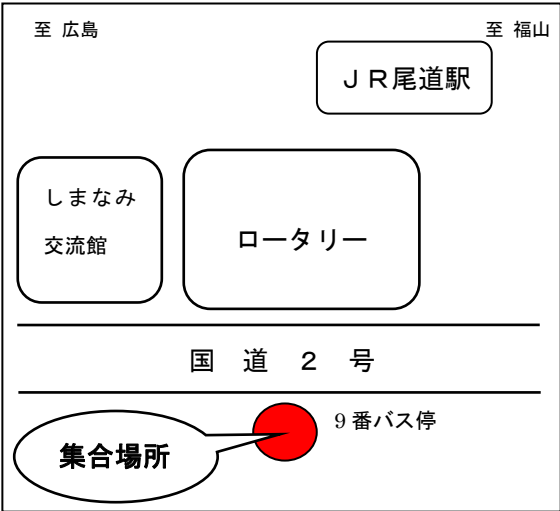 至 広島
至 福山
ＪＲ尾道駅
しまなみ
交流館
ロータリー
国 道 ２ 号
9番バス停
集合場所